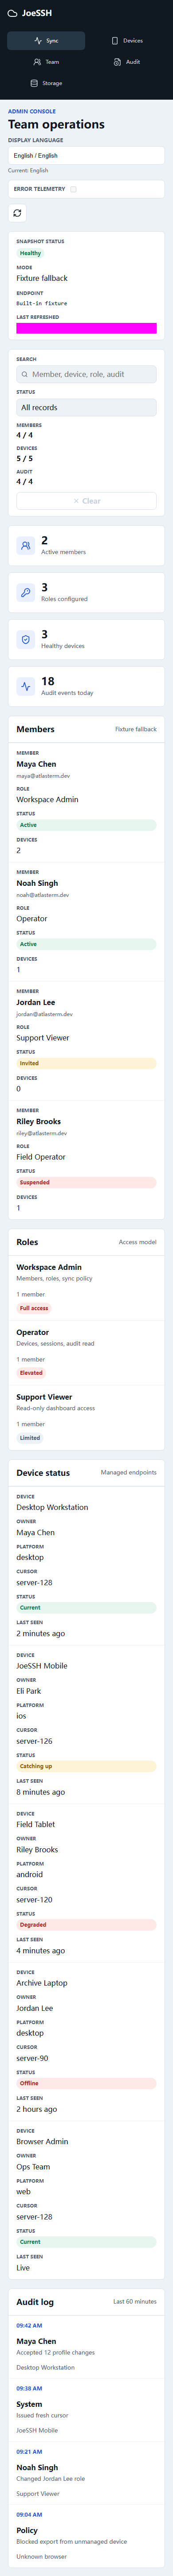 JoeSSH
Sync
Devices
Team
Audit
Storage
ADMIN CONSOLE
Team operations
DISPLAY LANGUAGE
English / English
Current: English
ERROR TELEMETRY
SNAPSHOT STATUS
Healthy
MODE
Fixture fallback
ENDPOINT
Built-in fixture
LAST REFRESHED
SEARCH
Member, device, role, audit
STATUS
All records
MEMBERS
4 / 4
DEVICES
5 / 5
AUDIT
4 / 4
Clear
2
Active members
3
Roles configured
3
Healthy devices
18
Audit events today
Members
Fixture fallback
MEMBER
Maya Chen
maya@atlasterm.dev
ROLE
Workspace Admin
STATUS
Active
DEVICES
2
MEMBER
Noah Singh
noah@atlasterm.dev
ROLE
Operator
STATUS
Active
DEVICES
1
MEMBER
Jordan Lee
jordan@atlasterm.dev
ROLE
Support Viewer
STATUS
Invited
DEVICES
0
MEMBER
Riley Brooks
riley@atlasterm.dev
ROLE
Field Operator
STATUS
Suspended
DEVICES
1
Roles
Access model
Workspace Admin
Members, roles, sync policy
1 member
Full access
Operator
Devices, sessions, audit read
1 member
Elevated
Support Viewer
Read-only dashboard access
1 member
Limited
Device status
Managed endpoints
DEVICE
Desktop Workstation
OWNER
Maya Chen
PLATFORM
desktop
CURSOR
server-128
STATUS
Current
LAST SEEN
2 minutes ago
DEVICE
JoeSSH Mobile
OWNER
Eli Park
PLATFORM
ios
CURSOR
server-126
STATUS
Catching up
LAST SEEN
8 minutes ago
DEVICE
Field Tablet
OWNER
Riley Brooks
PLATFORM
android
CURSOR
server-120
STATUS
Degraded
LAST SEEN
4 minutes ago
DEVICE
Archive Laptop
OWNER
Jordan Lee
PLATFORM
desktop
CURSOR
server-90
STATUS
Offline
LAST SEEN
2 hours ago
DEVICE
Browser Admin
OWNER
Ops Team
PLATFORM
web
CURSOR
server-128
STATUS
Current
LAST SEEN
Live
Audit log
Last 60 minutes
09:42 AM
Maya Chen
Accepted 12 profile changes
Desktop Workstation
09:38 AM
System
Issued fresh cursor
JoeSSH Mobile
09:21 AM
Noah Singh
Changed Jordan Lee role
Support Viewer
09:04 AM
Policy
Blocked export from unmanaged device
Unknown browser